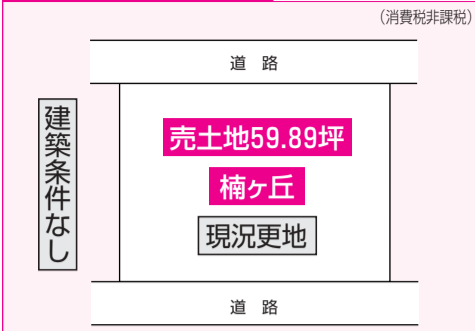 (消費税非課税)
道 路
建築条件なし
売土地59.89坪
楠ヶ丘
現況更地
道 路